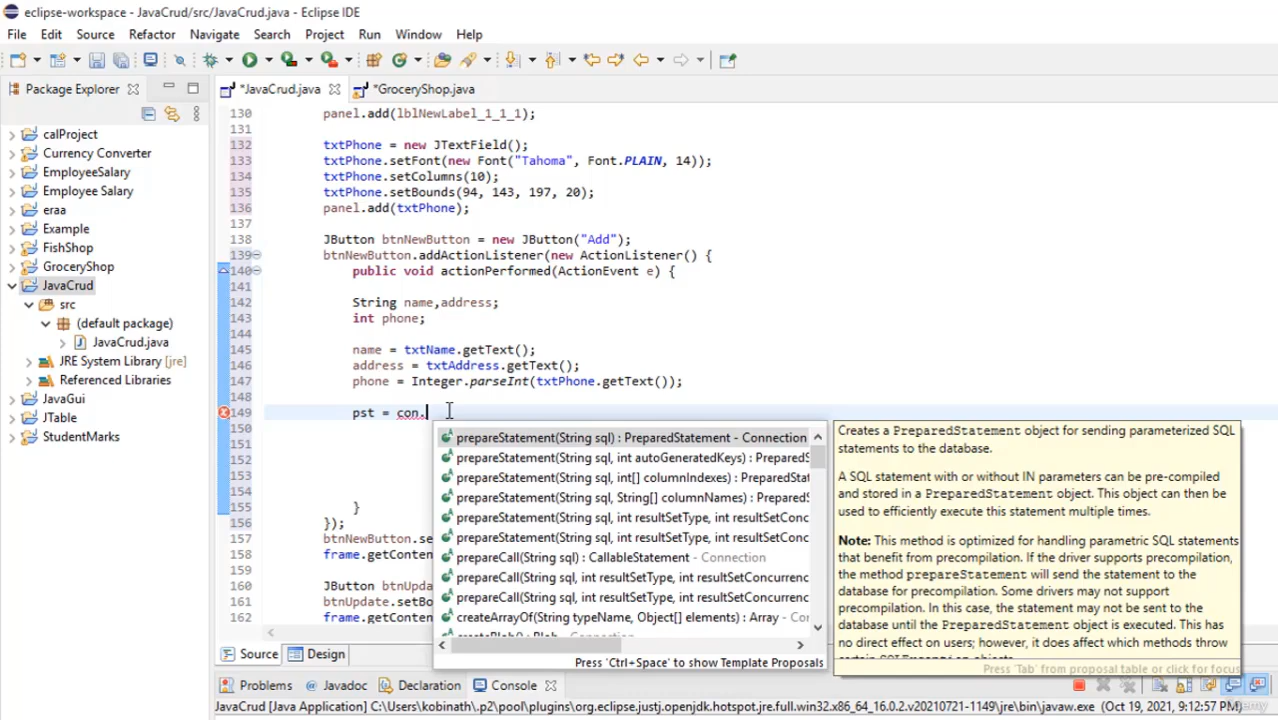 eclipse-workspace - JavaCrud/src/JavaCrud.java - Eclipse IDE
File Edit Source Refactor Navigate Search Project Run Window Help
Package Explorer
*JavaCrud.java
*GroceryShop.java
calProject
Currency Converter
EmployeeSalary
Employee Salary
eraa
Example
FishShop
GroceryShop
JavaCrud
src
(default package)
JavaCrud.java
JRE System Library [jre]
Referenced Libraries
JavaGui
JTable
StudentMarks
130 panel.add(lblNewLabel_1_1_1);
131
132 txtPhone = new JTextField();
133 txtPhone.setFont(new Font("Tahoma", Font.PLAIN, 14));
134 txtPhone.setColumns(10);
135 txtPhone.setBounds(94, 143, 197, 20);
136 panel.add(txtPhone);
137
138 JButton btnNewButton = new JButton("Add");
139 btnNewButton.addActionListener(new ActionListener() {
140 public void actionPerformed(ActionEvent e) {
141
142 String name,address;
143 int phone;
144
145 name = txtName.getText();
146 address = txtAddress.getText();
147 phone = Integer.parseInt(txtPhone.getText());
148
149 pst = con.
150
151
152
153
154
155 }
156 });
157 btnNewButton.se
158 frame.getConten
159
160 JButton btnUpda
161 btnUpdate.setBo
162 frame.getConten
prepareStatement(String sql) : PreparedStatement - Connection
prepareStatement(String sql, int autoGeneratedKeys) : PreparedS
prepareStatement(String sql, int[] columnIndexes) : PreparedStat
prepareStatement(String sql, String[] columnNames) : PreparedS
prepareStatement(String sql, int resultSetType, int resultSetConc
prepareStatement(String sql, int resultSetType, int resultSetConc
prepareCall(String sql) : CallableStatement - Connection
prepareCall(String sql, int resultSetType, int resultSetConcurrenc
prepareCall(String sql, int resultSetType, int resultSetConcurrenc
createArrayOf(String typeName, Object[] elements) : Array - Co
Press 'Ctrl+Space' to show Template Proposals
Creates a PreparedStatement object for sending parameterized SQL
statements to the database.
A SQL statement with or without IN parameters can be pre-compiled
and stored in a PreparedStatement object. This object can then be
used to efficiently execute this statement multiple times.
Note: This method is optimized for handling parametric SQL statements
that benefit from precompilation. If the driver supports precompilation,
the method prepareStatement will send the statement to the
database for precompilation. Some drivers may not support
precompilation. In this case, the statement may not be sent to the
database until the PreparedStatement object is executed. This has
no direct effect on users; however, it does affect which methods throw
Press 'Tab' from proposal table or click for focus
Source Design
Problems Javadoc Declaration Console
JavaCrud [Java Application] C:\Users\kobinath\.p2\pool\plugins\org.eclipse.justj.openjdk.hotspot.jre.full.win32.x86_64_16.0.2.v20210721-1149\jre\bin\javaw.exe (Oct 19, 2021, 9:12:57 PM)